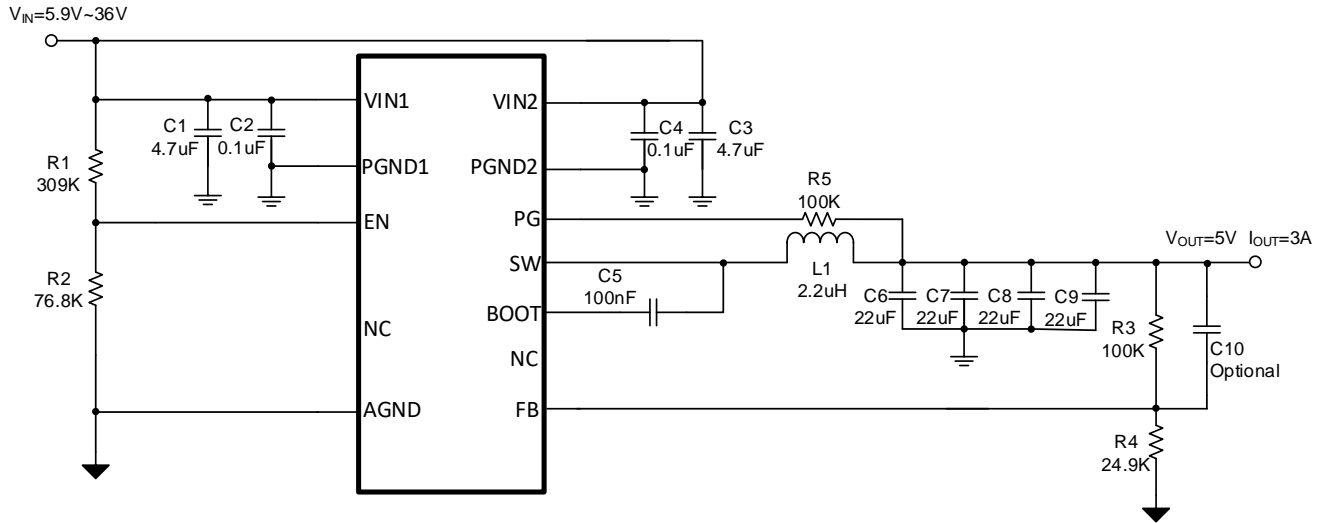 VIN=5.9V~36V
VIN1
VIN2
C1
4.7uF
C2
0.1uF
C4
0.1uF
C3
4.7uF
R1
309K
PGND1
PGND2
R5
100K
EN
PG
VOUT=5V IOUT=3A
SW
L1
2.2uH
R2
76.8K
C5
100nF
C6
22uF
C7
22uF
C8
22uF
C9
22uF
BOOT
NC
R3
100K
C10
Optional
NC
AGND
FB
R4
24.9K